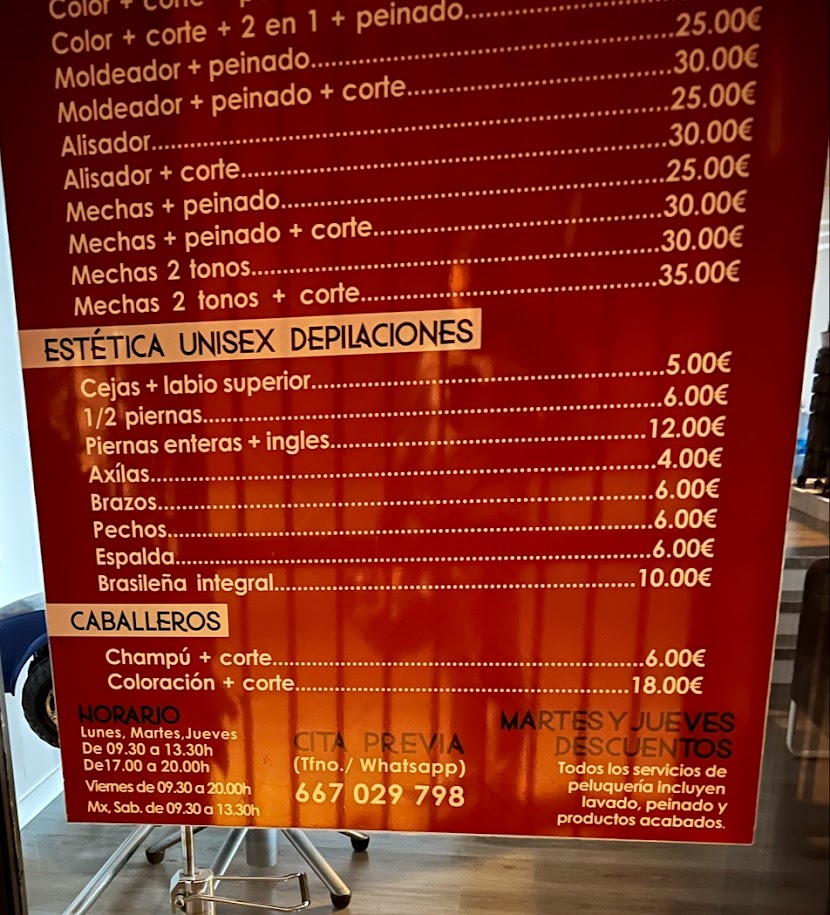 Color + corte +
Color + corte + 2 en 1 + peinado
Moldeador + peinado 25.00€
Moldeador + peinado + corte 30.00€
Alisador 25.00€
Alisador + corte 30.00€
Mechas + peinado 25.00€
Mechas + peinado + corte 30.00€
Mechas 2 tonos 30.00€
Mechas 2 tonos + corte 35.00€
ESTÉTICA UNISEX DEPILACIONES
Cejas + labio superior 5.00€
1/2 piernas 6.00€
Piernas enteras + ingles 12.00€
Axílas 4.00€
Brazos 6.00€
Pechos 6.00€
Espalda 6.00€
Brasileña integral 10.00€
CABALLEROS
Champú + corte 6.00€
Coloración + corte 18.00€
HORARIO
Lunes, Martes,Jueves
De 09.30 a 13.30h
De17.00 a 20.00h
Viernes de 09.30 a 20.00h
Mx, Sab. de 09.30 a 13.30h
CITA PREVIA
(Tfno./ Whatsapp)
667 029 798
MARTES Y JUEVES
DESCUENTOS
Todos los servicios de
peluquería incluyen
lavado, peinado y
productos acabados.